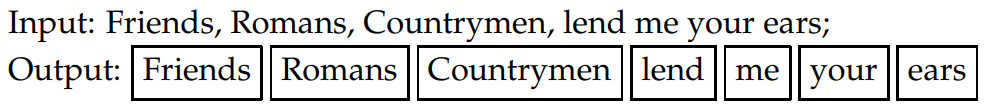 Input: Friends, Romans, Countrymen, lend me your ears;
Output: Friends Romans Countrymen lend me your ears